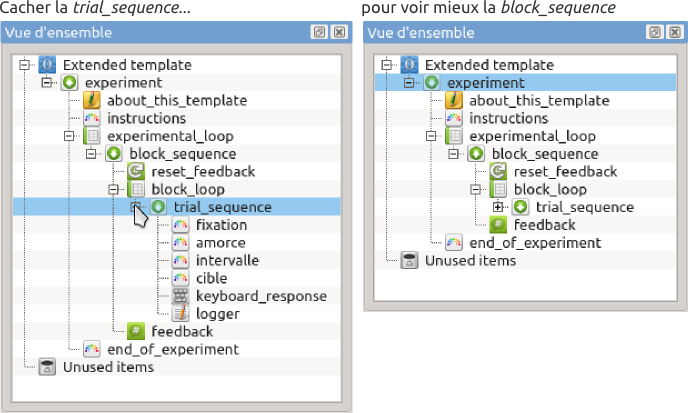 Cacher la trial_sequence...
Vue d'ensemble
Extended template
experiment
about_this_template
instructions
experimental_loop
block_sequence
reset_feedback
block_loop
trial_sequence
fixation
amorce
intervalle
cible
keyboard_response
logger
feedback
end_of_experiment
Unused items
pour voir mieux la block_sequence
Vue d'ensemble
Extended template
experiment
about_this_template
instructions
experimental_loop
block_sequence
reset_feedback
block_loop
trial_sequence
feedback
end_of_experiment
Unused items